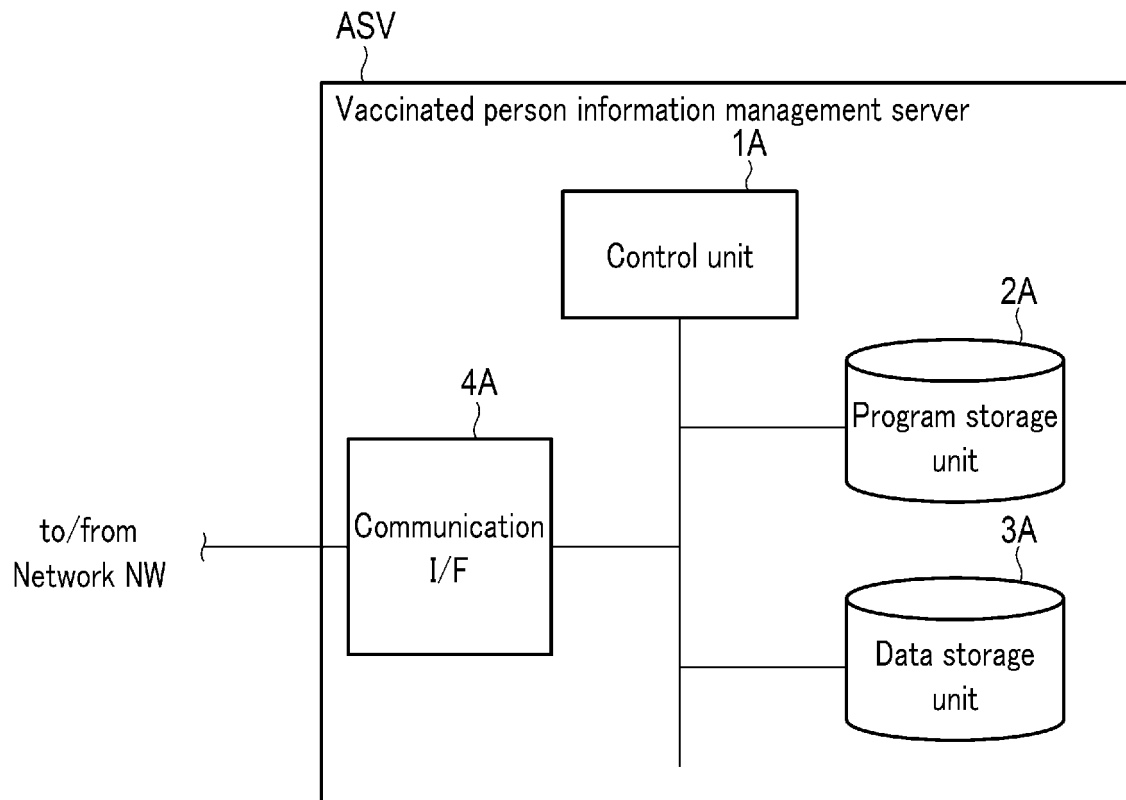 ASV
Vaccinated person information management server
1A
Control unit
2A
Program storage
unit
4A
Communication
I/F
to/from
Network NW
3A
Data storage
unit